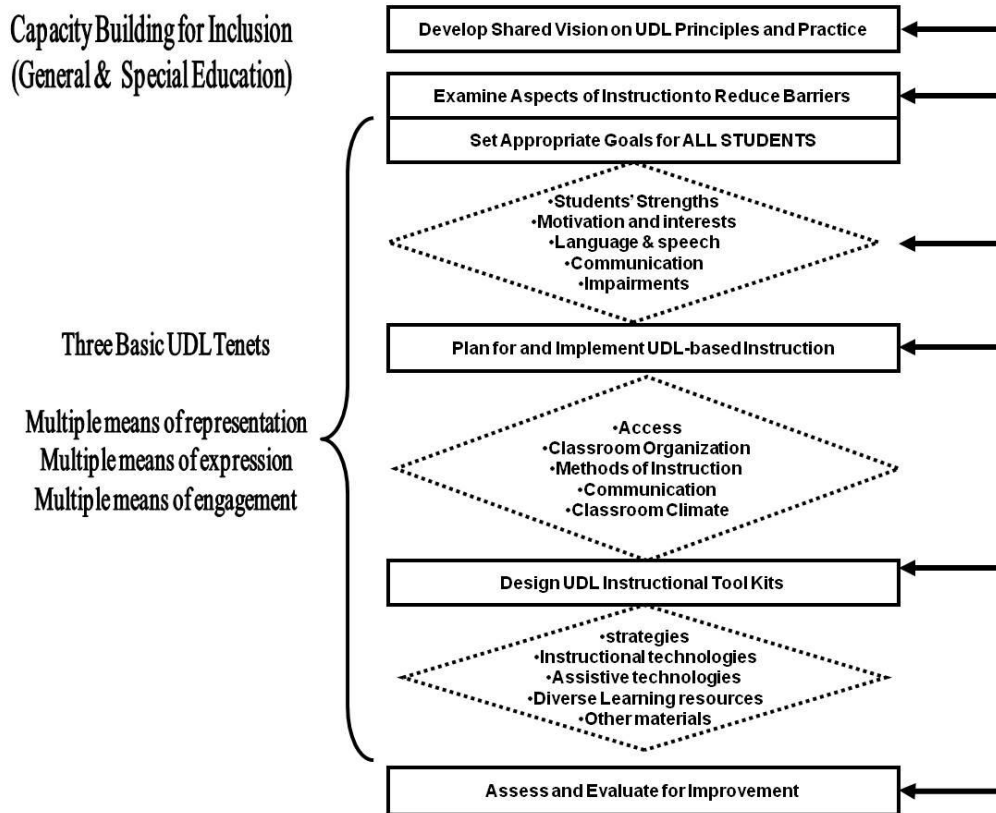 Capacity Building for Inclusion
(General & Special Education)
Develop Shared Vision on UDL Principles and Practice
Examine Aspects of Instruction to Reduce Barriers
Set Appropriate Goals for ALL STUDENTS
•Students' Strengths
•Motivation and interests
•Language & speech
•Communication
•Impairments
Three Basic UDL Tenets
Multiple means of representation
Multiple means of expression
Multiple means of engagement
Plan for and Implement UDL-based Instruction
•Access
•Classroom Organization
•Methods of Instruction
•Communication
•Classroom Climate
Design UDL Instructional Tool Kits
•strategies
•Instructional technologies
•Assistive technologies
•Diverse Learning resources
•Other materials
Assess and Evaluate for Improvement